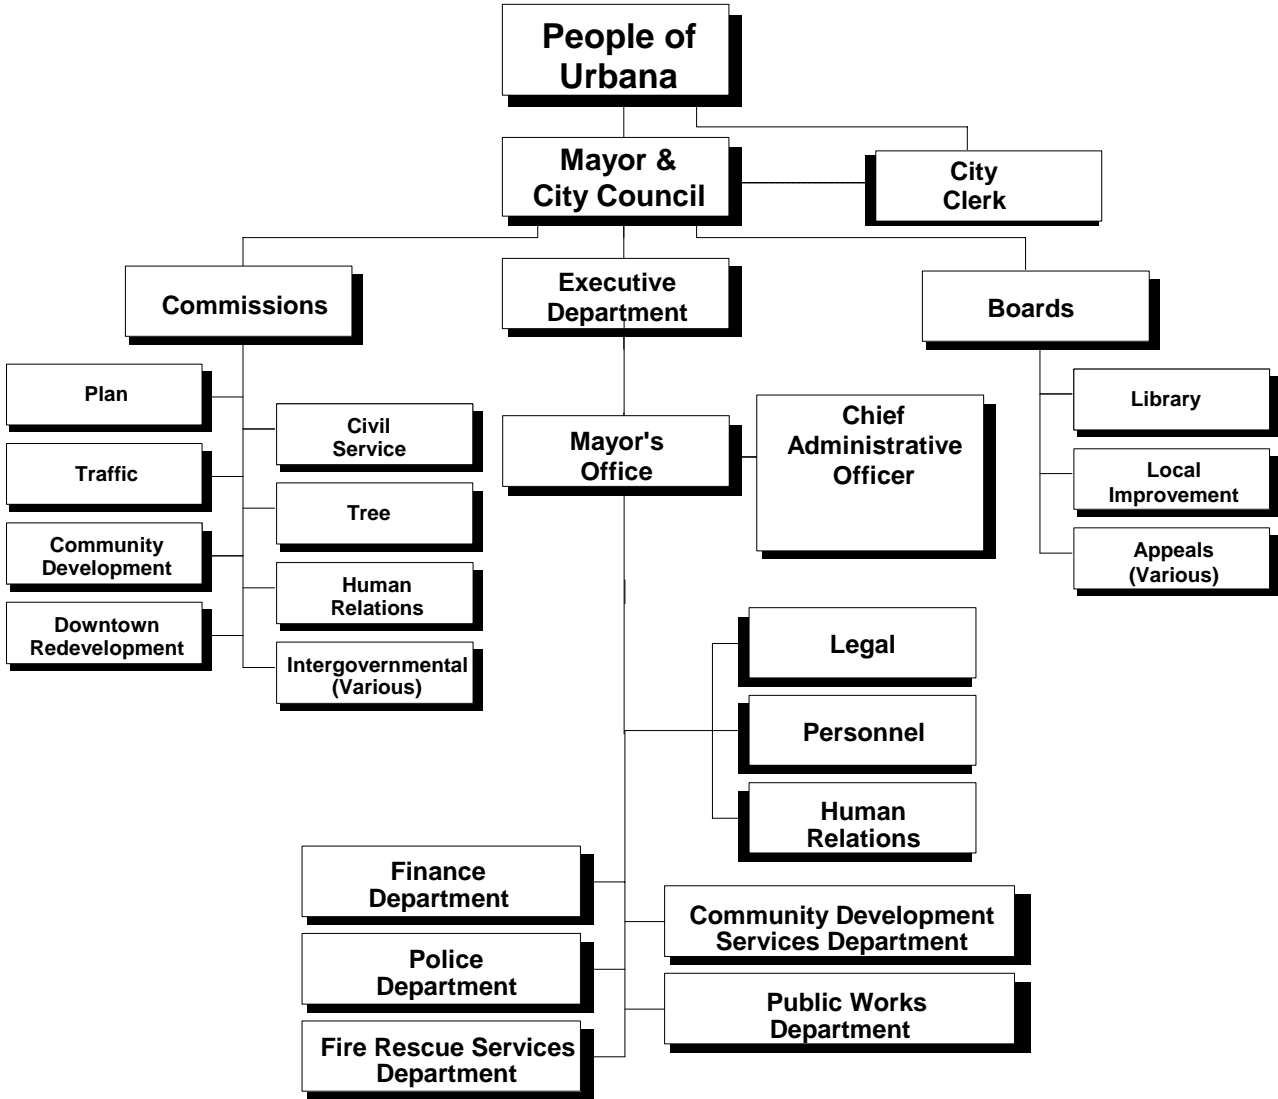 People of
Urbana
Mayor &
City Council
City
Clerk
Commissions
Executive
Department
Boards
Plan
Civil
Service
Traffic
Tree
Community
Development
Human
Relations
Downtown
Redevelopment
Intergovernmental
(Various)
Mayor's
Office
Chief
Administrative
Officer
Library
Local
Improvement
Appeals
(Various)
Legal
Personnel
Human
Relations
Finance
Department
Community Development
Services Department
Police
Department
Public Works
Department
Fire Rescue Services
Department